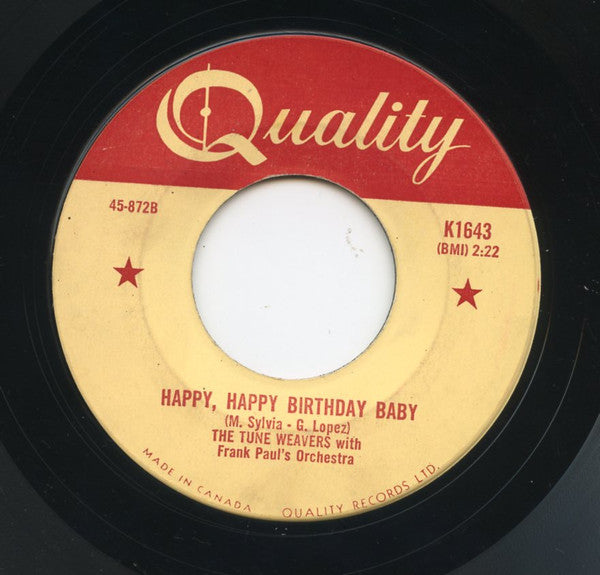 Quality
45-872B
K1643
(BMI) 2:22
HAPPY, HAPPY BIRTHDAY BABY
(M. Sylvia - G. Lopez)
THE TUNE WEAVERS with
Frank Paul's Orchestra
MADE IN CANADA QUALITY RECORDS LTD.